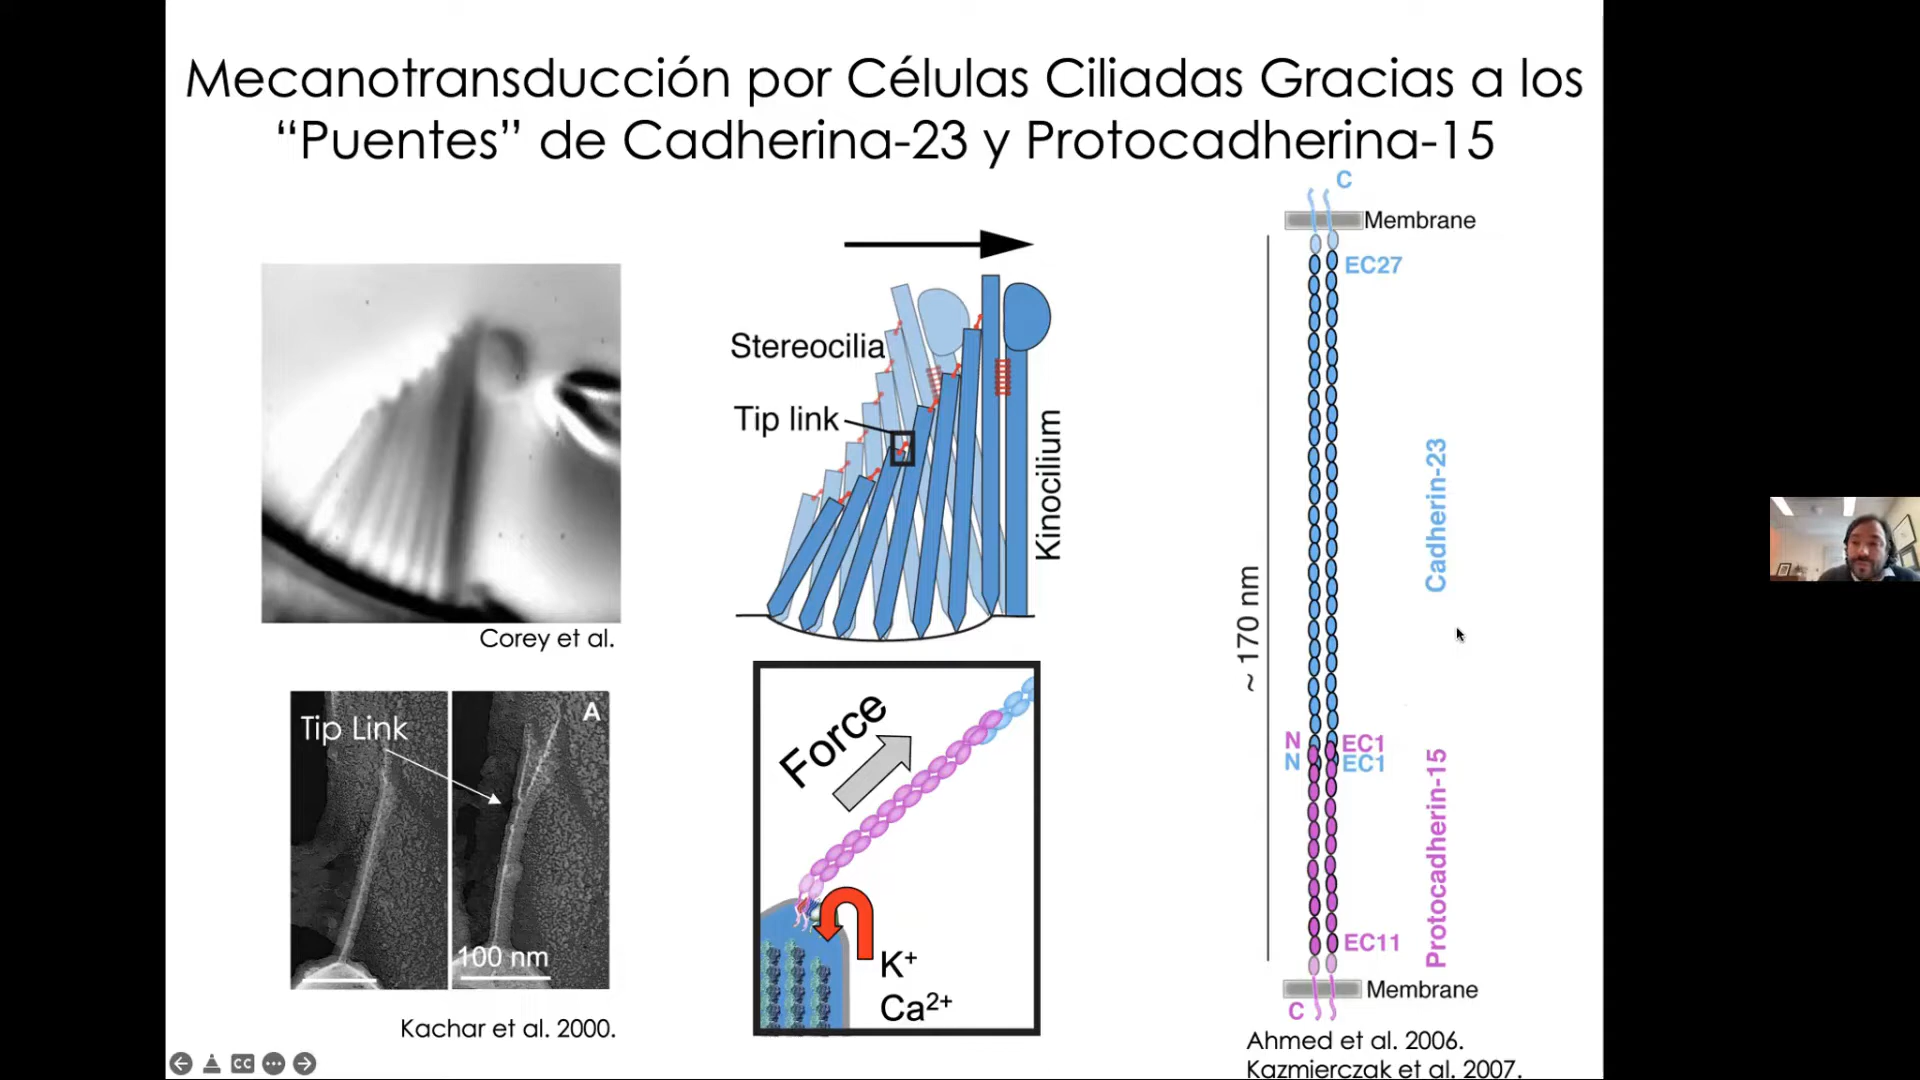 Mecanotransducción por Células Ciliadas Gracias a los
“Puentes” de Cadherina-23 y Protocadherina-15
Corey et al.
Tip Link
A
100 nm
Kachar et al. 2000.
Stereocilia
Tip link
Kinocilium
Force
K⁺
Ca²⁺
C
Membrane
EC27
Cadherin-23
~ 170 nm
N EC1
N EC1
Protocadherin-15
EC11
Membrane
C
Ahmed et al. 2006.
Kazmierczak et al. 2007.
CC